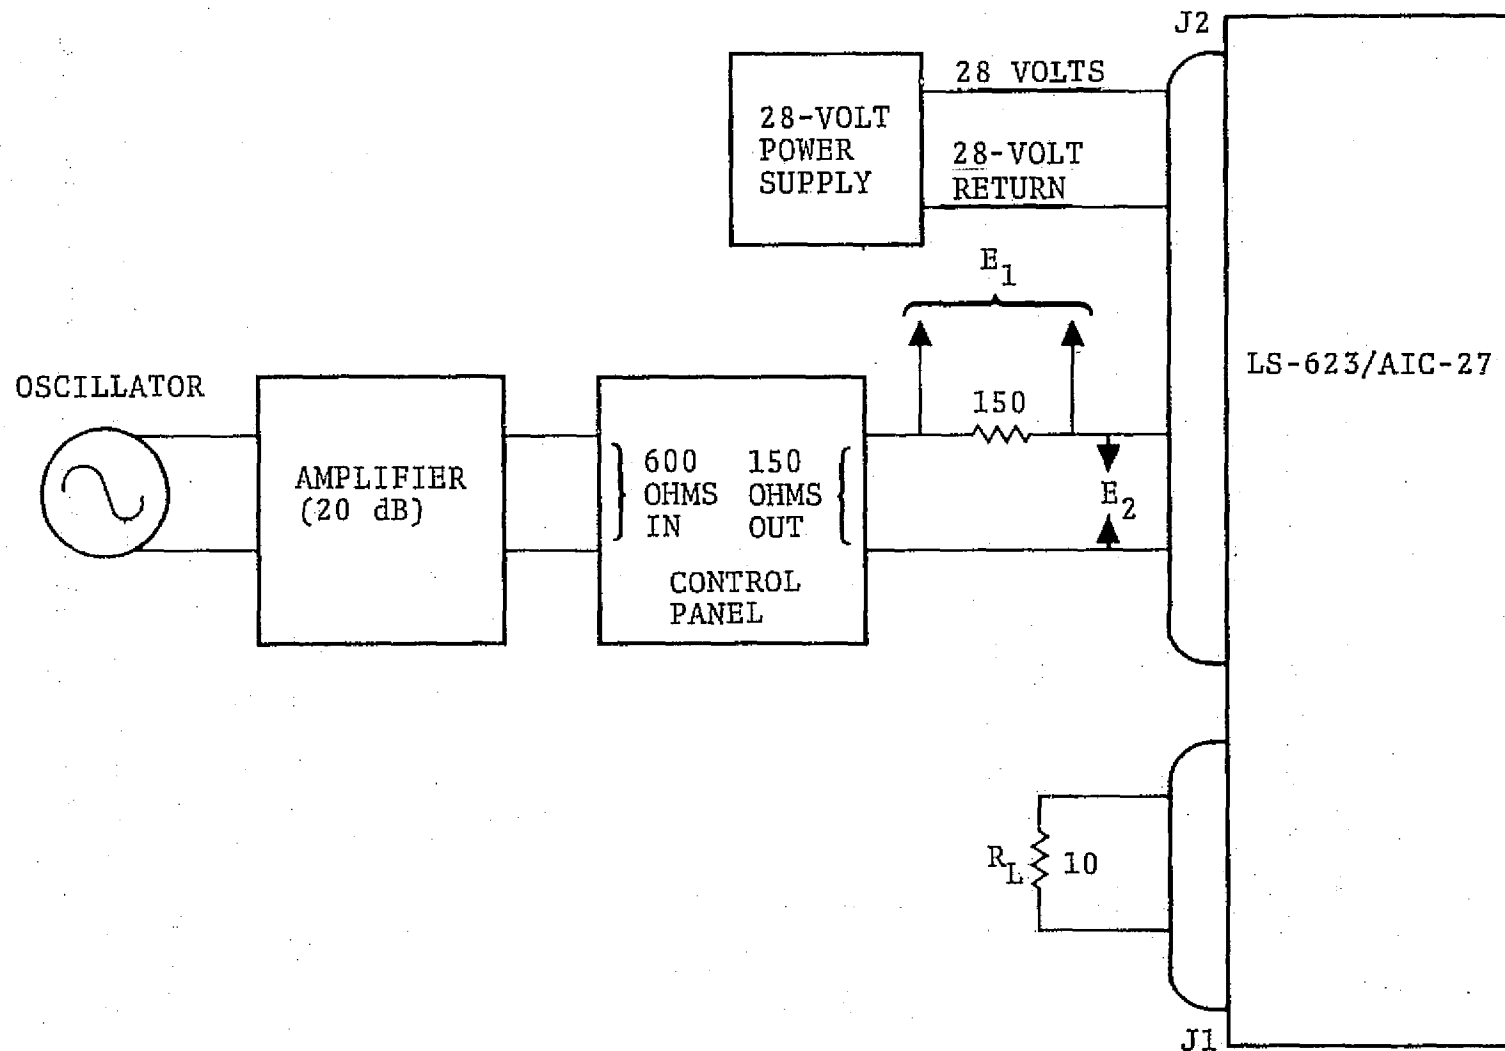 J2
28 VOLTS
28-VOLT
POWER
SUPPLY
28-VOLT
RETURN
E1
LS-623/AIC-27
OSCILLATOR
150
AMPLIFIER
(20 dB)
600
OHMS
IN
150
OHMS
OUT
CONTROL
PANEL
E2
RL
10
J1